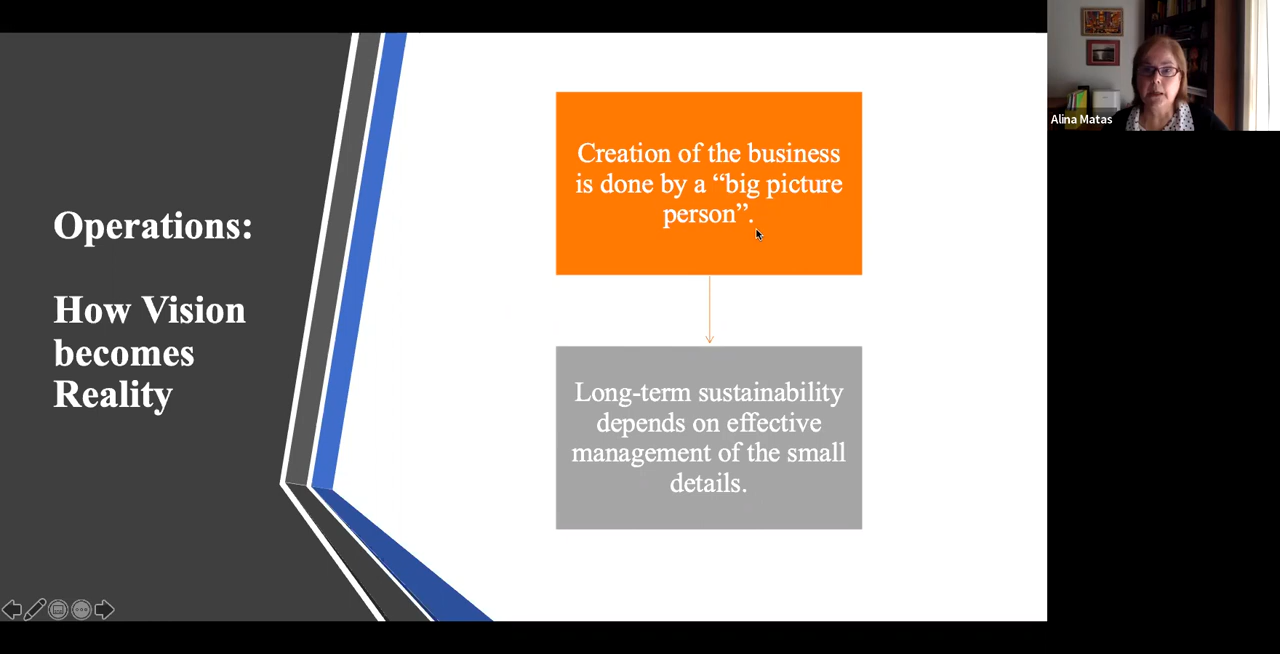 Operations:
How Vision
becomes
Reality
Creation of the business
is done by a “big picture
person”.
Long-term sustainability
depends on effective
management of the small
details.
Alina Matas